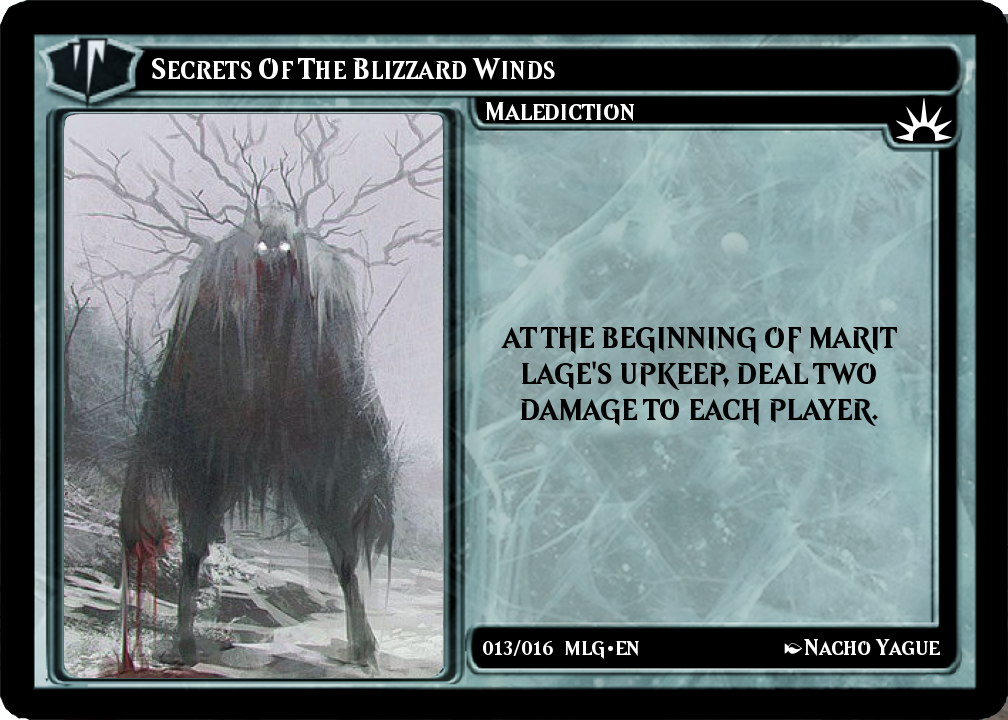 Secrets Of The Blizzard Winds
Malediction
AT THE BEGINNING OF MARIT
LAGE'S UPKEEP, DEAL TWO
DAMAGE TO EACH PLAYER.
013/016 MLG•EN
Nacho Yague